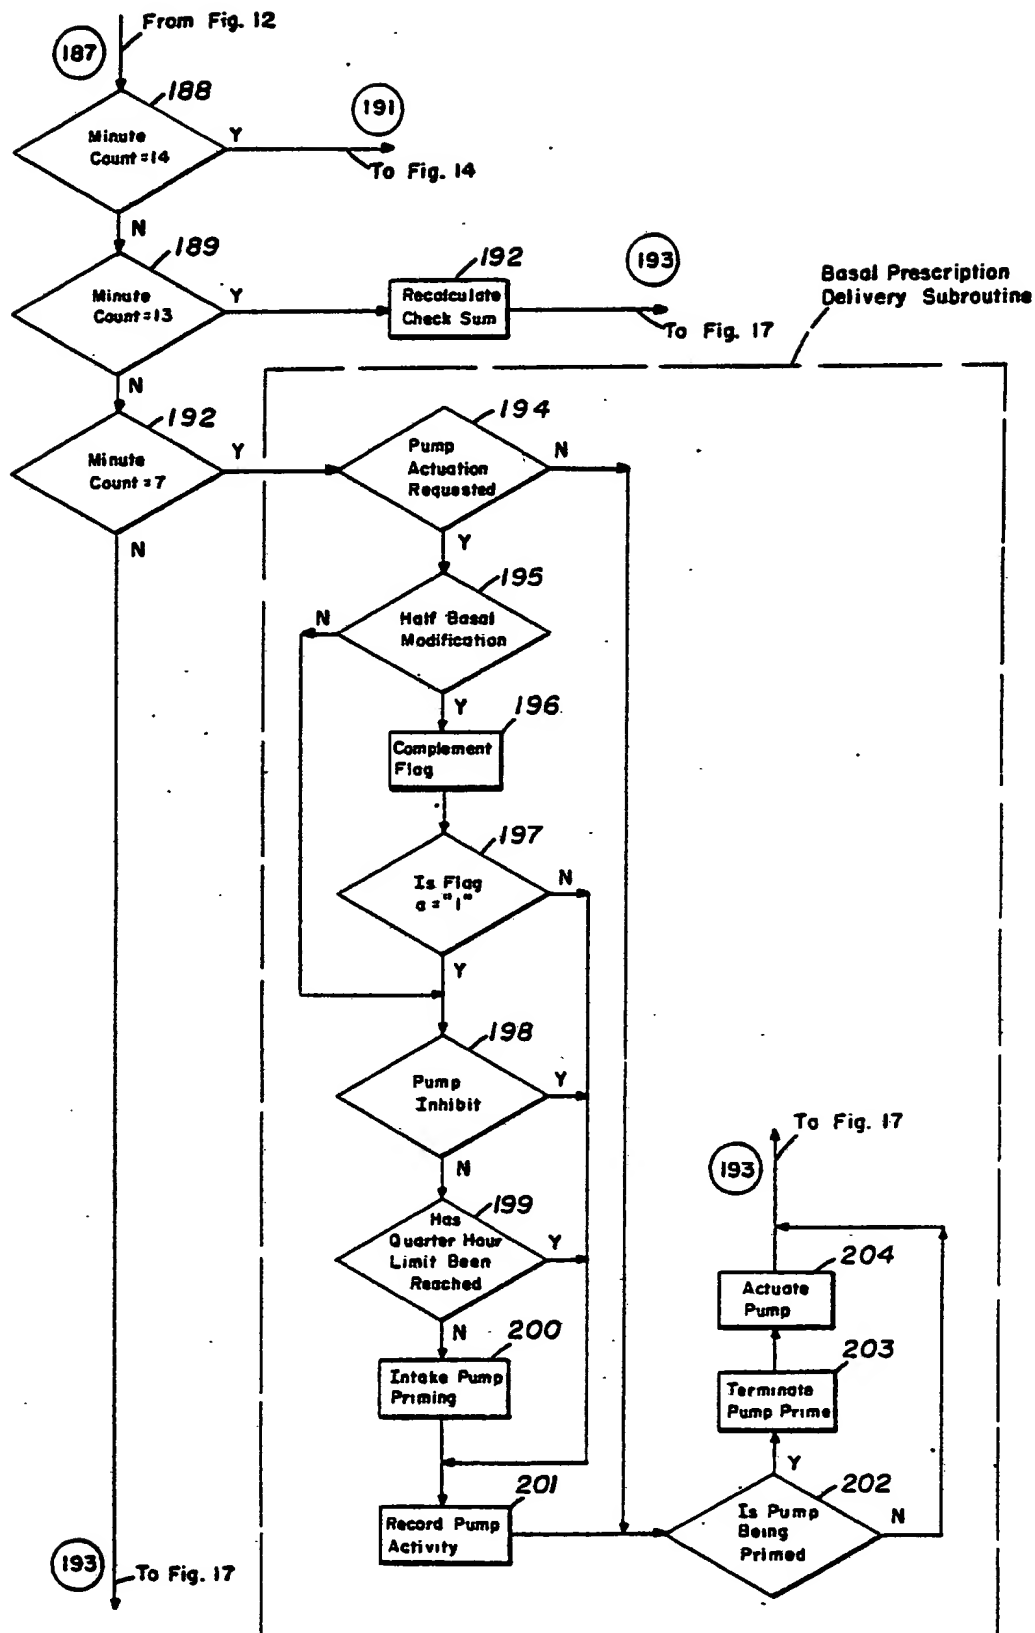 From Fig. 12
187
188
Minute
Count=14
Y
191
To Fig. 14
N
189
Minute
Count=13
Y
192
Recalculate
Check Sum
193
To Fig. 17
Basal Prescription
Delivery Subroutine
N
192
Minute
Count=7
Y
N
194
Pump
Actuation
Requested
N
Y
195
Half Basal
Modification
N
Y
196
Complement
Flag
197
Is Flag
a="1"
N
Y
198
Pump
Inhibit
Y
N
199
Has
Quarter Hour
Limit Been
Reached
Y
N
200
Intake Pump
Priming
201
Record Pump
Activity
202
Is Pump
Being
Primed
N
Y
203
Terminate
Pump Prime
204
Actuate
Pump
193
To Fig. 17
193
To Fig. 17